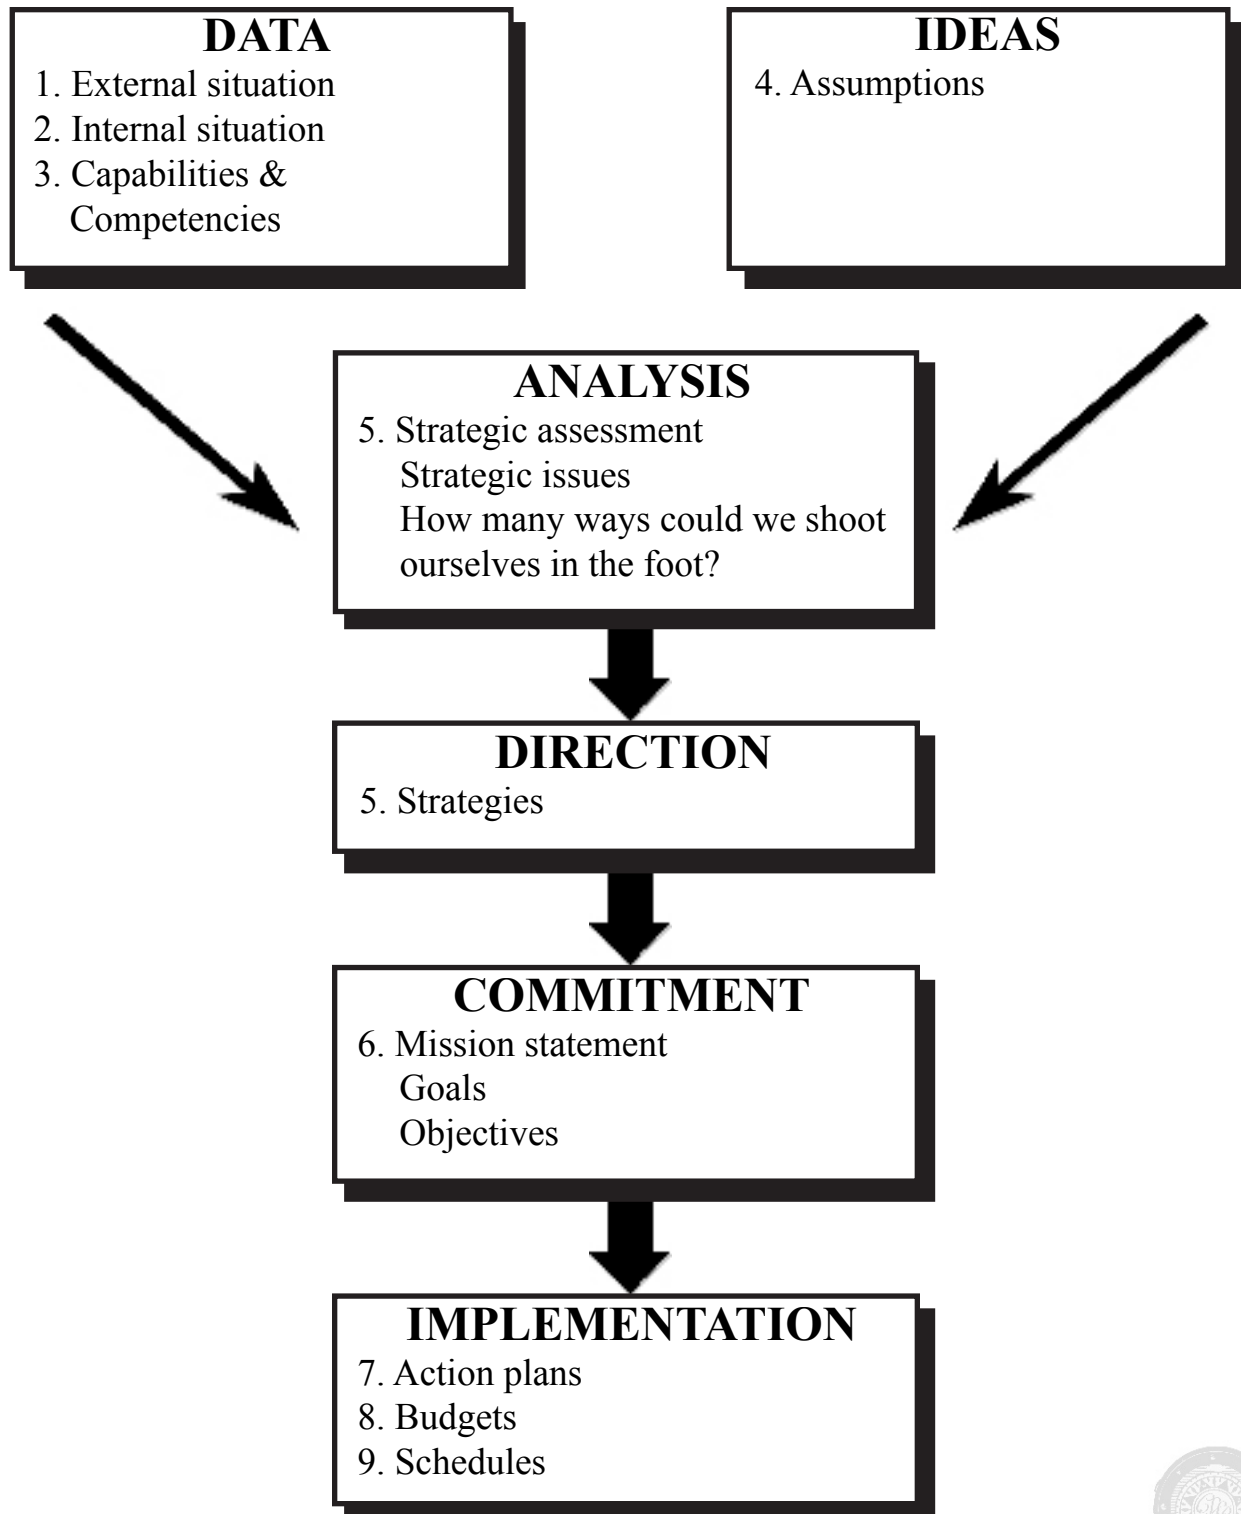 DATA
1. External situation
2. Internal situation
3. Capabilities &
Competencies
IDEAS
4. Assumptions
ANALYSIS
5. Strategic assessment
Strategic issues
How many ways could we shoot
ourselves in the foot?
DIRECTION
5. Strategies
COMMITMENT
6. Mission statement
Goals
Objectives
IMPLEMENTATION
7. Action plans
8. Budgets
9. Schedules